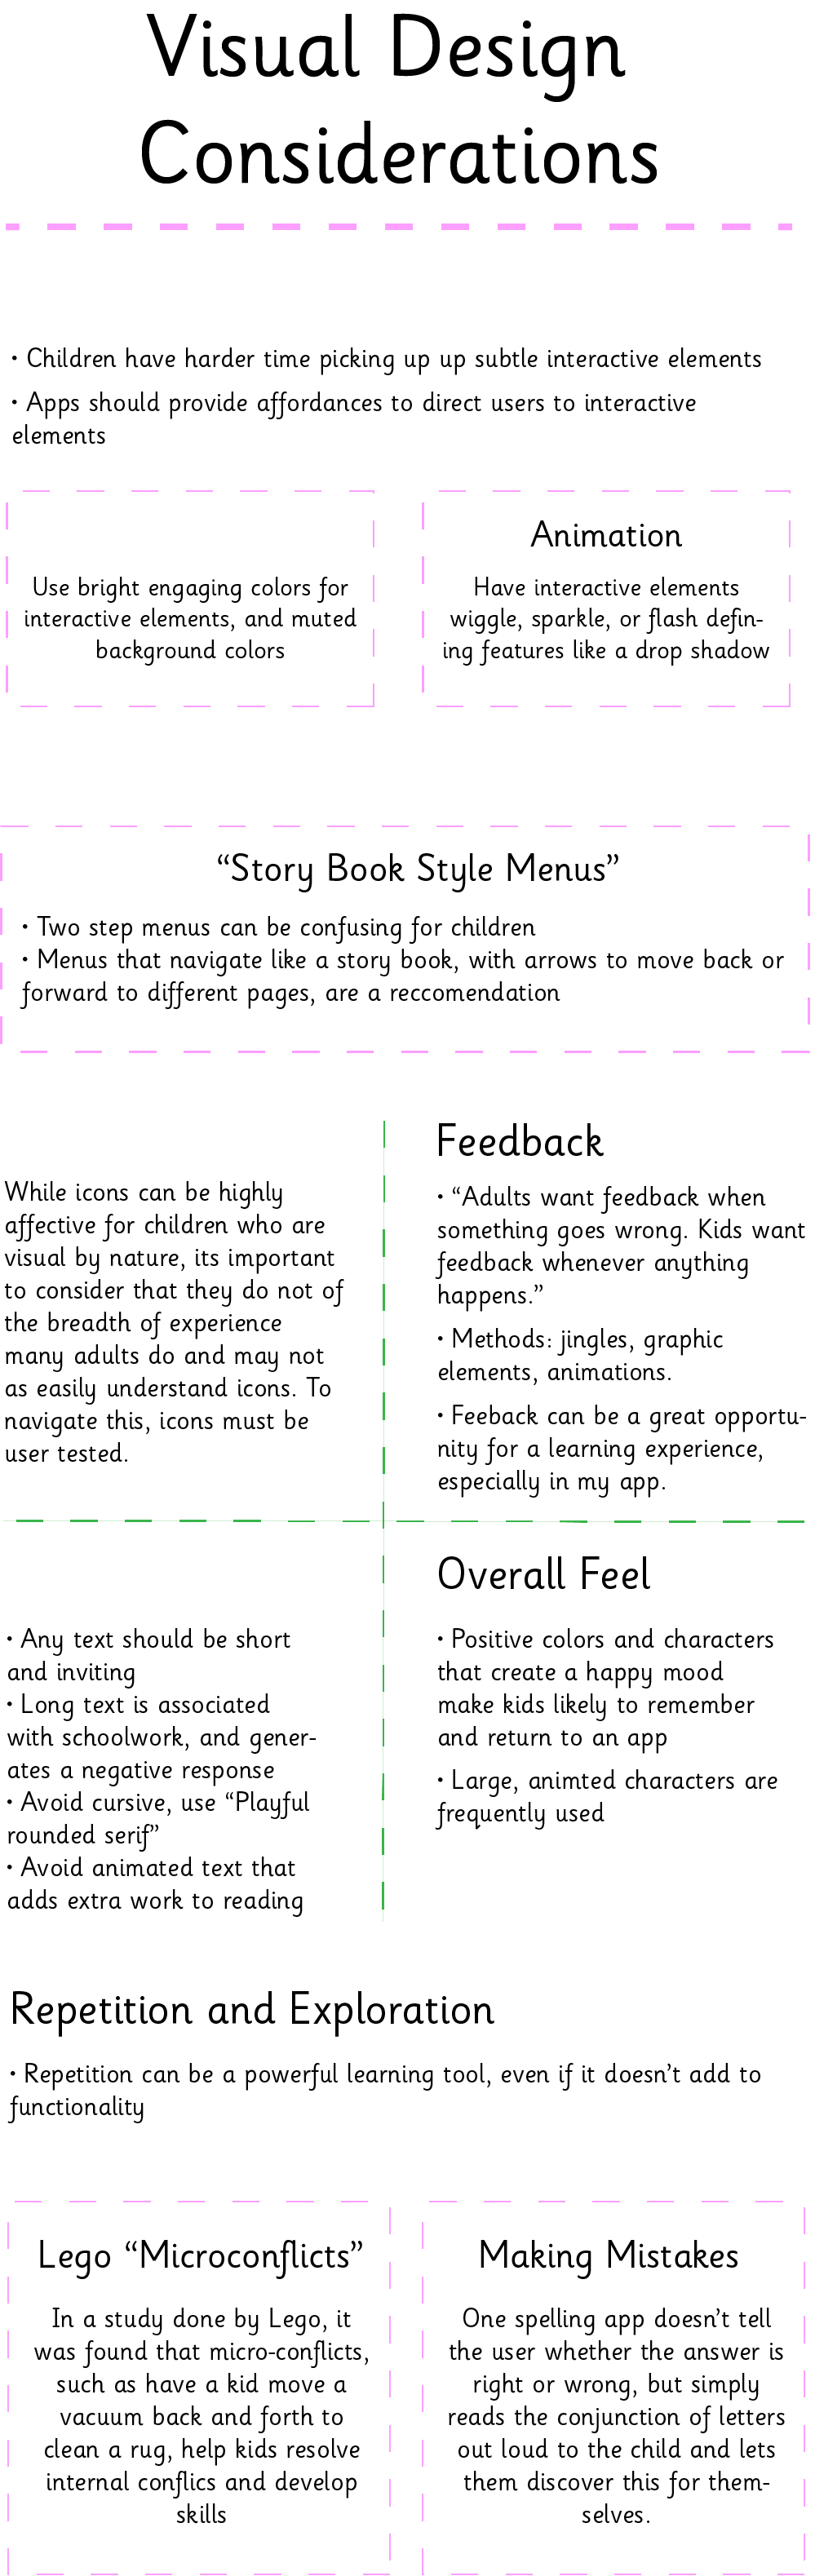 Visual Design
Considerations
• Children have harder time picking up up subtle interactive elements
• Apps should provide affordances to direct users to interactive
elements
Use bright engaging colors for
interactive elements, and muted
background colors
Animation
Have interactive elements
wiggle, sparkle, or flash defin-
ing features like a drop shadow
“Story Book Style Menus”
• Two step menus can be confusing for children
• Menus that navigate like a story book, with arrows to move back or
forward to different pages, are a reccomendation
While icons can be highly
affective for children who are
visual by nature, its important
to consider that they do not of
the breadth of experience
many adults do and may not
as easily understand icons. To
navigate this, icons must be
user tested.
Feedback
• “Adults want feedback when
something goes wrong. Kids want
feedback whenever anything
happens.”
• Methods: jingles, graphic
elements, animations.
• Feeback can be a great opportu-
nity for a learning experience,
especially in my app.
• Any text should be short
and inviting
• Long text is associated
with schoolwork, and gener-
ates a negative response
• Avoid cursive, use “Playful
rounded serif”
• Avoid animated text that
adds extra work to reading
Overall Feel
• Positive colors and characters
that create a happy mood
make kids likely to remember
and return to an app
• Large, animted characters are
frequently used
Repetition and Exploration
• Repetition can be a powerful learning tool, even if it doesn’t add to
functionality
Lego “Microconflicts”
In a study done by Lego, it
was found that micro-conflicts,
such as have a kid move a
vacuum back and forth to
clean a rug, help kids resolve
internal conflics and develop
skills
Making Mistakes
One spelling app doesn’t tell
the user whether the answer is
right or wrong, but simply
reads the conjunction of letters
out loud to the child and lets
them discover this for them-
selves.